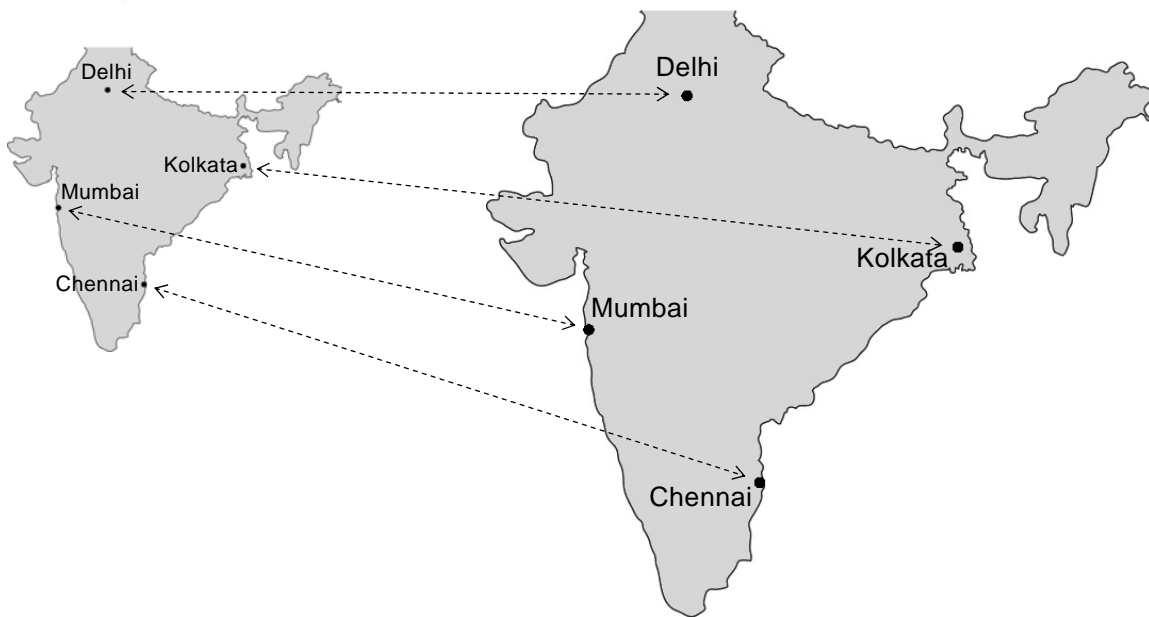 Delhi
Kolkata
Mumbai
Chennai
Delhi
Kolkata
Mumbai
Chennai